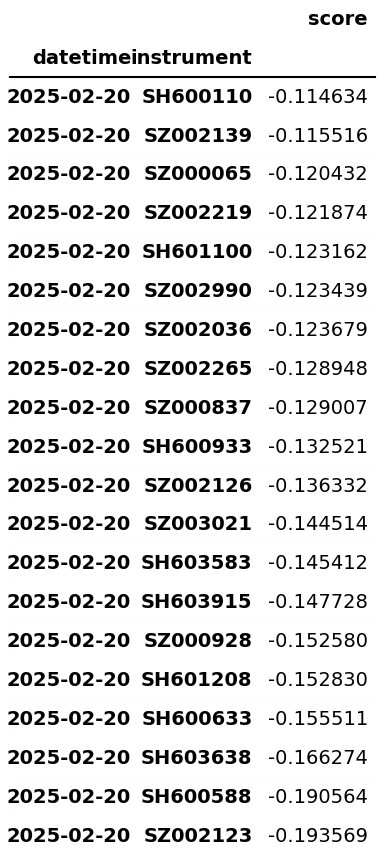 score
datetime instrument
2025-02-20 SH600110 -0.114634
2025-02-20 SZ002139 -0.115516
2025-02-20 SZ000065 -0.120432
2025-02-20 SZ002219 -0.121874
2025-02-20 SH601100 -0.123162
2025-02-20 SZ002990 -0.123439
2025-02-20 SZ002036 -0.123679
2025-02-20 SZ002265 -0.128948
2025-02-20 SZ000837 -0.129007
2025-02-20 SH600933 -0.132521
2025-02-20 SZ002126 -0.136332
2025-02-20 SZ003021 -0.144514
2025-02-20 SH603583 -0.145412
2025-02-20 SH603915 -0.147728
2025-02-20 SZ000928 -0.152580
2025-02-20 SH601208 -0.152830
2025-02-20 SH600633 -0.155511
2025-02-20 SH603638 -0.166274
2025-02-20 SH600588 -0.190564
2025-02-20 SZ002123 -0.193569